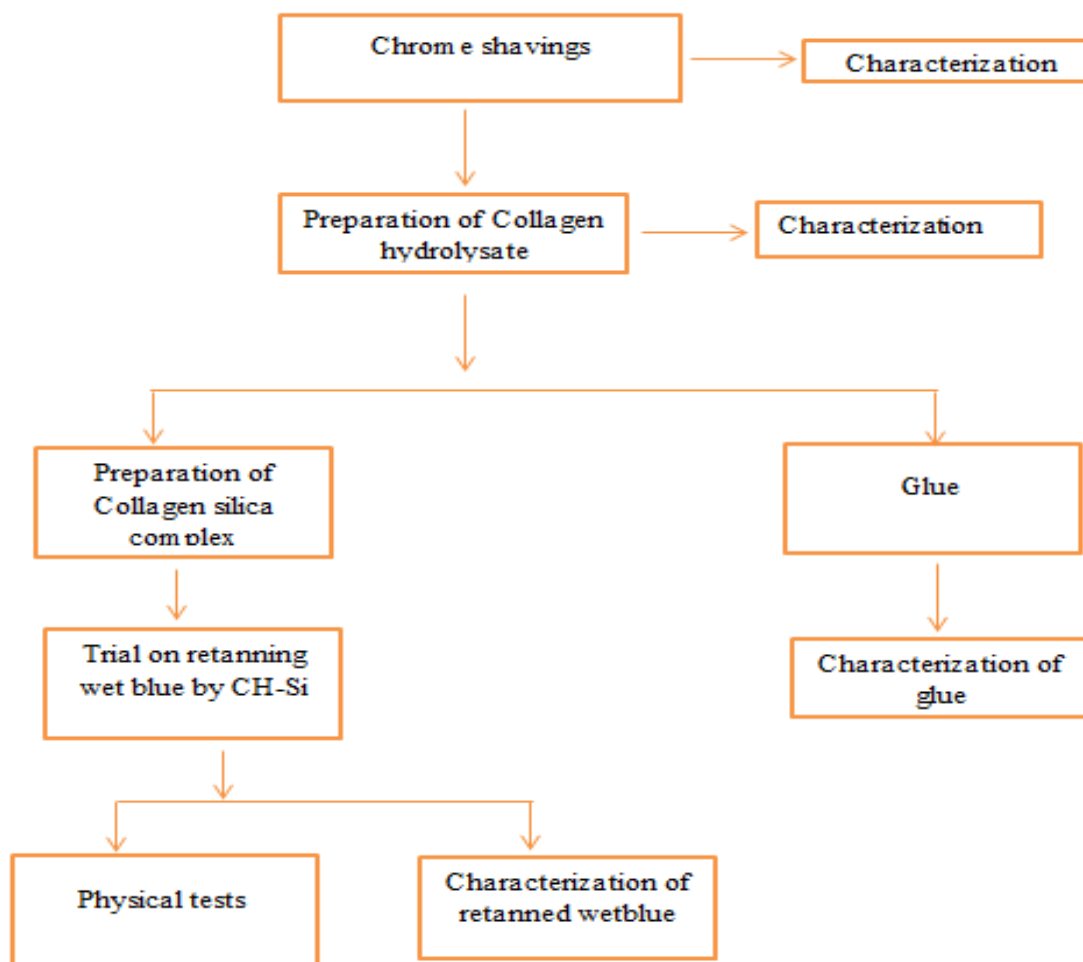 Chrome shavings
Characterization
Preparation of Collagen
hydrolysate
Characterization
Preparation of
Collagen silica
complex
Glue
Trial on retanning
wet blue by CH-Si
Characterization of
glue
Physical tests
Characterization of
retanned wetblue